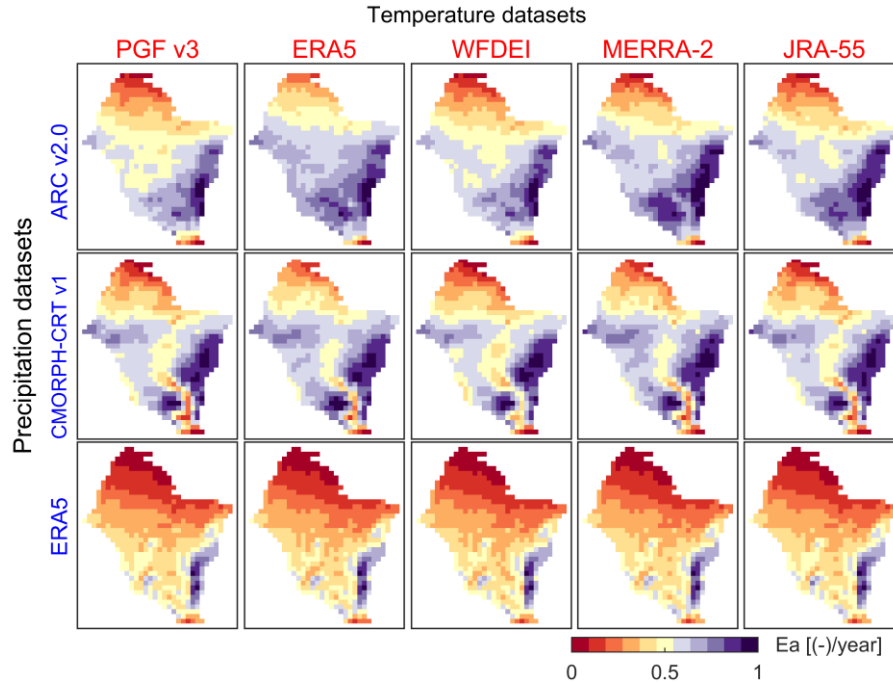 Temperature datasets
PGF v3 ERA5 WFDEI MERRA-2 JRA-55
Precipitation datasets
ARC v2.0
CMORPH-CRT v1
ERA5
Ea [(-)/year]
0 0.5 1